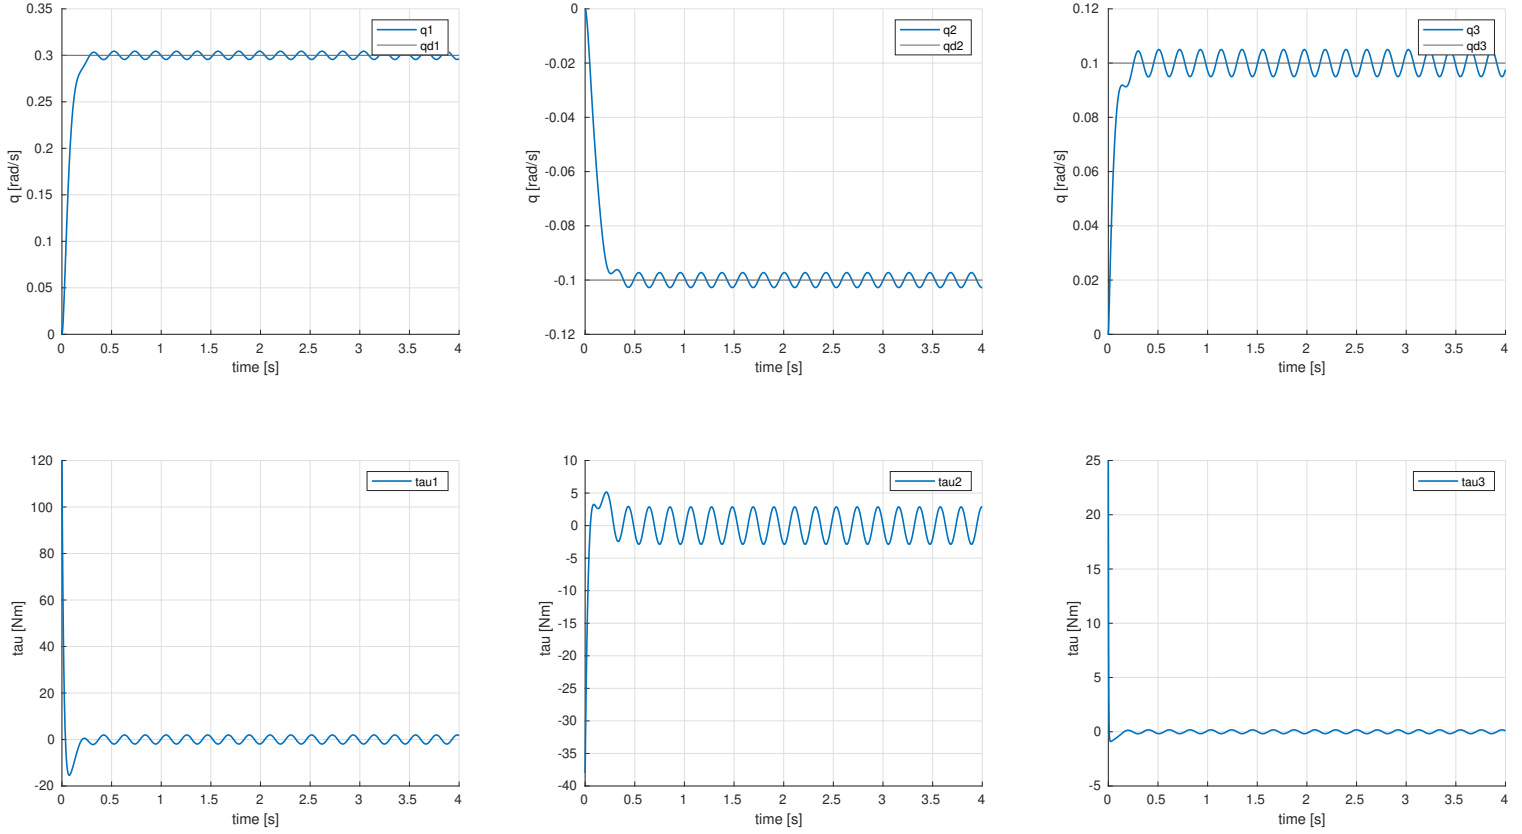 0.35
0.3
0.25
0.2
0.15
0.1
0.05
0
q [rad/s]
0 0.5 1 1.5 2 2.5 3 3.5 4
time [s]
q1
qd1
0
-0.02
-0.04
-0.06
-0.08
-0.1
-0.12
q [rad/s]
0 0.5 1 1.5 2 2.5 3 3.5 4
time [s]
q2
qd2
0.12
0.1
0.08
0.06
0.04
0.02
0
q [rad/s]
0 0.5 1 1.5 2 2.5 3 3.5 4
time [s]
q3
qd3
120
100
80
60
40
20
0
-20
tau [Nm]
0 0.5 1 1.5 2 2.5 3 3.5 4
time [s]
tau1
10
5
0
-5
-10
-15
-20
-25
-30
-35
-40
tau [Nm]
0 0.5 1 1.5 2 2.5 3 3.5 4
time [s]
tau2
25
20
15
10
5
0
-5
tau [Nm]
0 0.5 1 1.5 2 2.5 3 3.5 4
time [s]
tau3